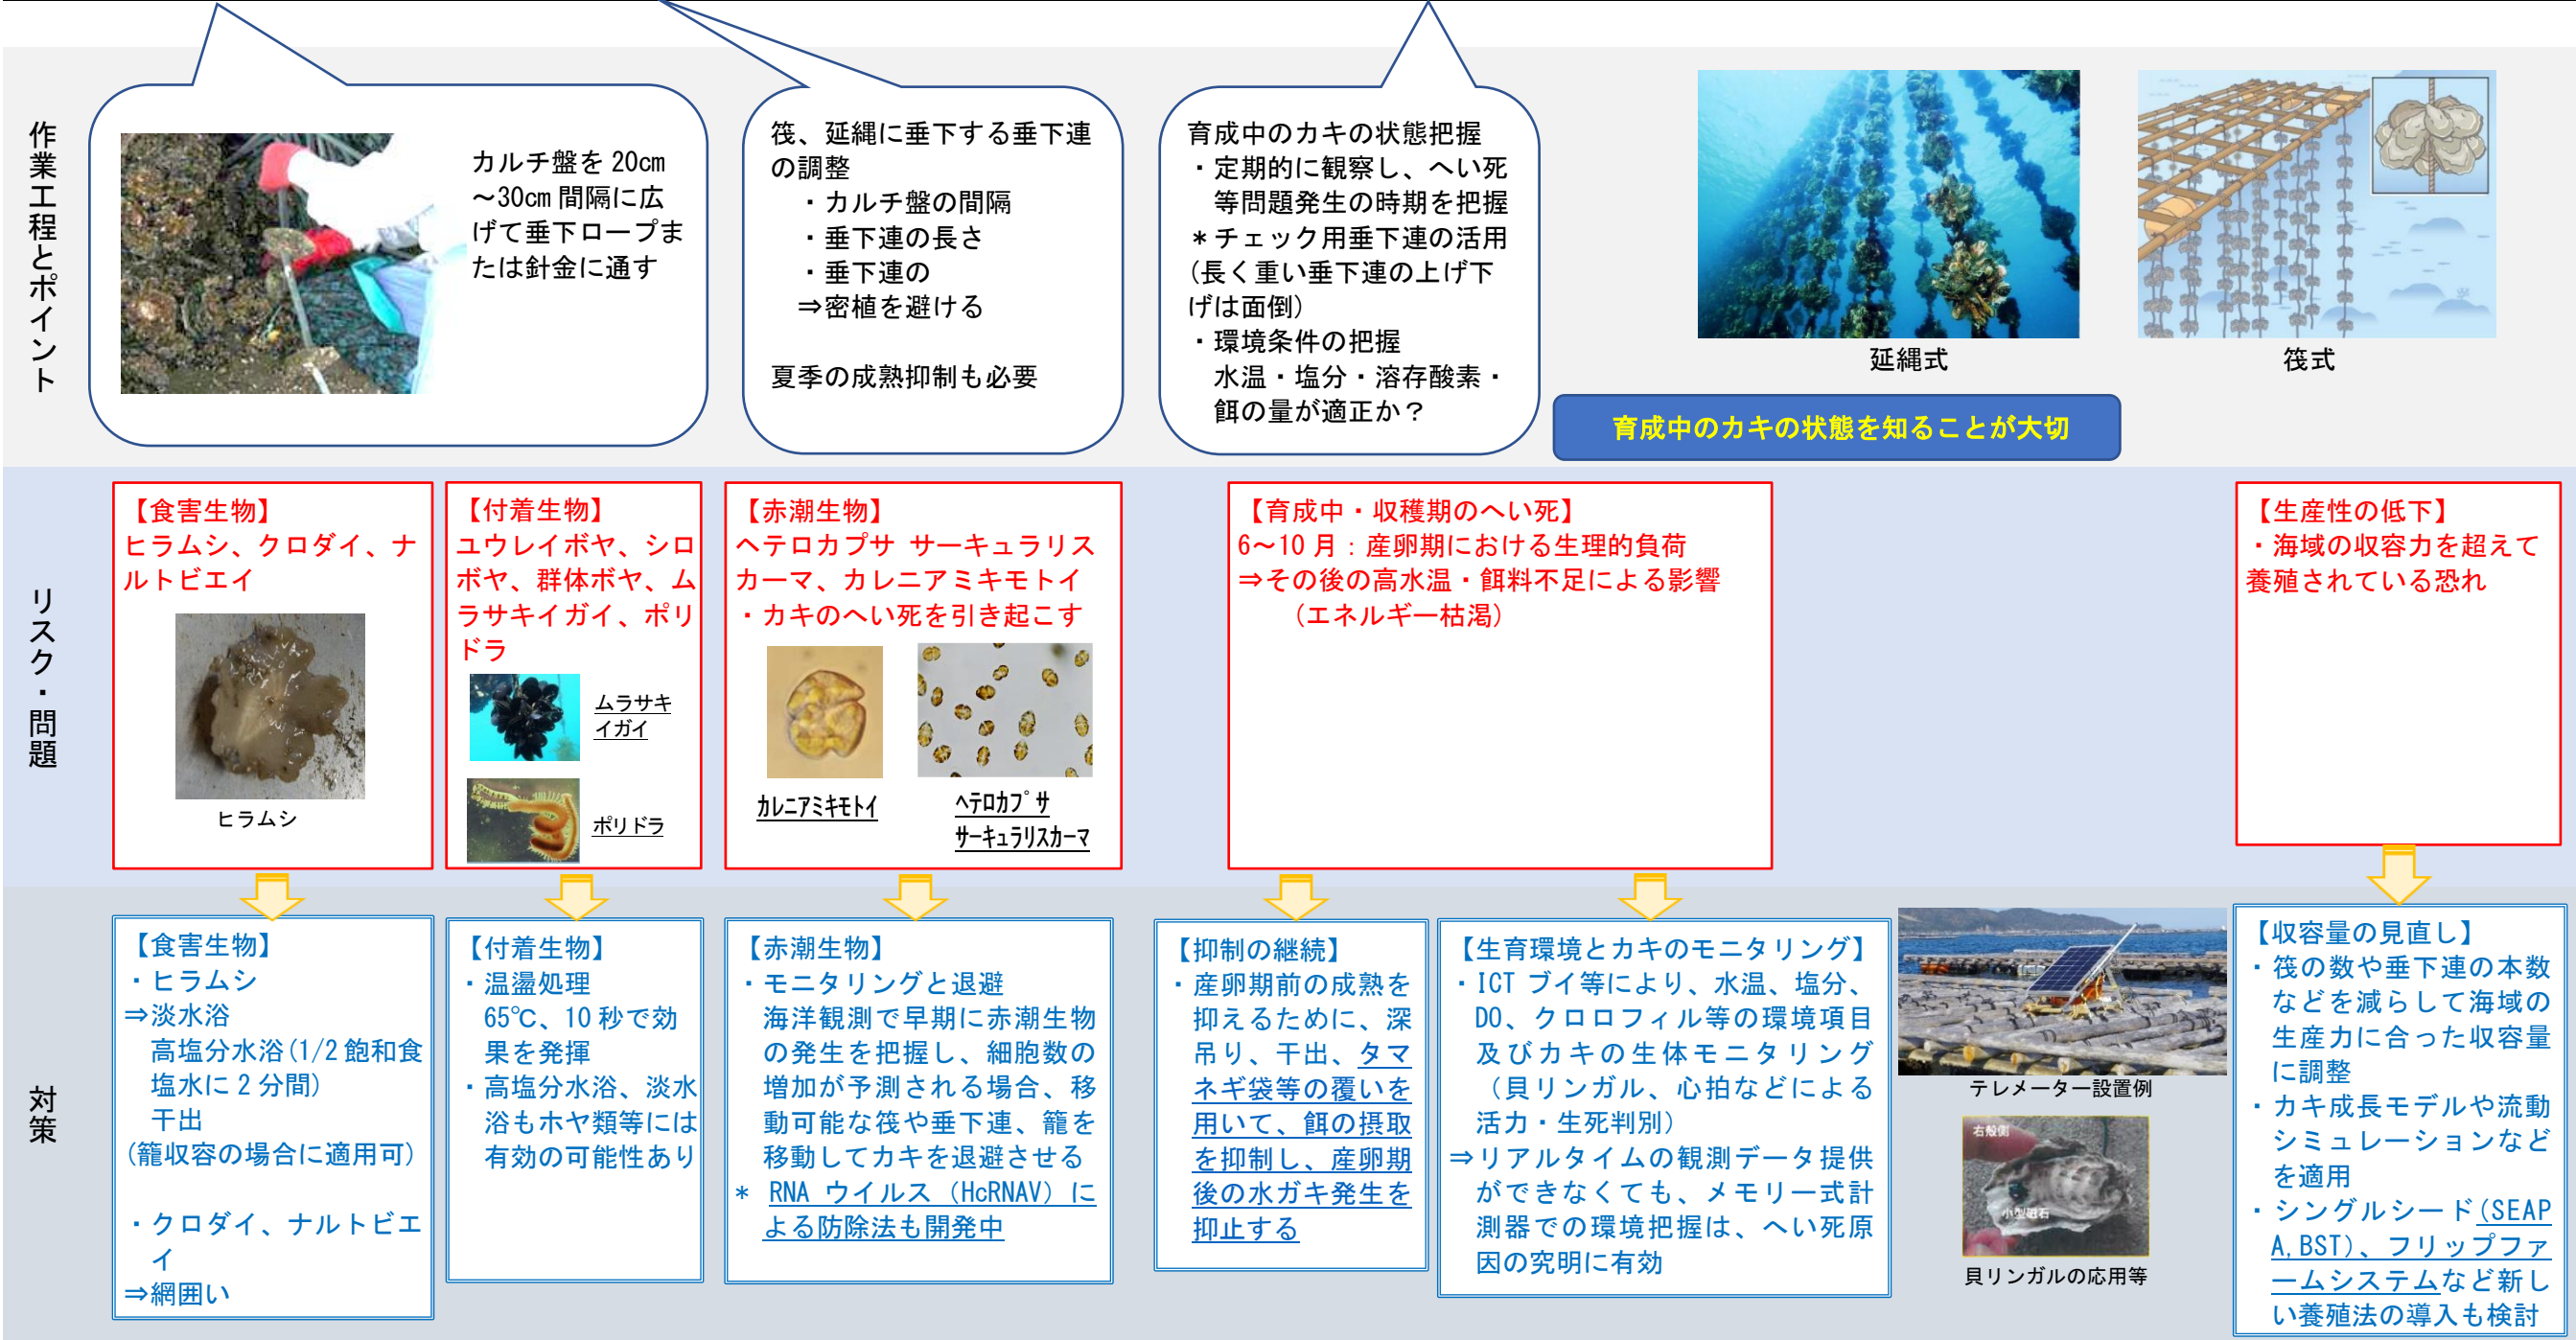 作業工程とポイント
カルチ盤を 20cm
～30cm 間隔に広
げて垂下ロープま
たは針金に通す
筏、延縄に垂下する垂下連
の調整
・カルチ盤の間隔
・垂下連の長さ
・垂下連の
⇒密植を避ける
夏季の成熟抑制も必要
育成中のカキの状態把握
・定期的に観察し、へい死
等問題発生の時期を把握
＊チェック用垂下連の活用
(長く重い垂下連の上げ下
げは面倒)
・環境条件の把握
水温・塩分・溶存酸素・
餌の量が適正か？
延縄式
筏式
育成中のカキの状態を知ることが大切
リスク・問題
【食害生物】
ヒラムシ、クロダイ、ナ
ルトビエイ
ヒラムシ
【付着生物】
ユウレイボヤ、シロ
ボヤ、群体ボヤ、ム
ラサキイガイ、ポリ
ドラ
ムラサキ
イガイ
ポリドラ
【赤潮生物】
ヘテロカプサ サーキュラリス
カーマ、カレニアミキモトイ
・カキのへい死を引き起こす
ｶﾚﾆｱﾐｷﾓﾄｲ
ﾍﾃﾛｶﾌﾟｻ
ｻｰｷｭﾗﾘｽｶｰﾏ
【育成中・収穫期のへい死】
6～10 月：産卵期における生理的負荷
⇒その後の高水温・餌料不足による影響
（エネルギー枯渇）
【生産性の低下】
・海域の収容力を超えて
養殖されている恐れ
対策
【食害生物】
・ヒラムシ
⇒淡水浴
高塩分水浴(1/2 飽和食
塩水に 2 分間)
干出
(籠収容の場合に適用可)
・クロダイ、ナルトビエ
イ
⇒網囲い
【付着生物】
・温湯処理
65℃、10 秒で効
果を発揮
・高塩分水浴、淡水
浴もホヤ類等には
有効の可能性あり
【赤潮生物】
・モニタリングと退避
海洋観測で早期に赤潮生物
の発生を把握し、細胞数の
増加が予測される場合、移
動可能な筏や垂下連、籠を
移動してカキを退避させる
＊ RNA ウイルス（HcRNAV）に
よる防除法も開発中
【抑制の継続】
・産卵期前の成熟を
抑えるために、深
吊り、干出、タマ
ネギ袋等の覆いを
用いて、餌の摂取
を抑制し、産卵期
後の水ガキ発生を
抑止する
【生育環境とカキのモニタリング】
・ICT ブイ等により、水温、塩分、
DO、クロロフィル等の環境項目
及びカキの生体モニタリング
（貝リンガル、心拍などによる
活力・生死判別）
⇒リアルタイムの観測データ提供
ができなくても、メモリー式計
測器での環境把握は、へい死原
因の究明に有効
テレメーター設置例
右殻側
小型磁石
貝リンガルの応用等
【収容量の見直し】
・筏の数や垂下連の本数
などを減らして海域の
生産力に合った収容量
に調整
・カキ成長モデルや流動
シミュレーションなど
を適用
・シングルシード(SEAP
A,BST)、フリップファ
ームシステムなど新し
い養殖法の導入も検討